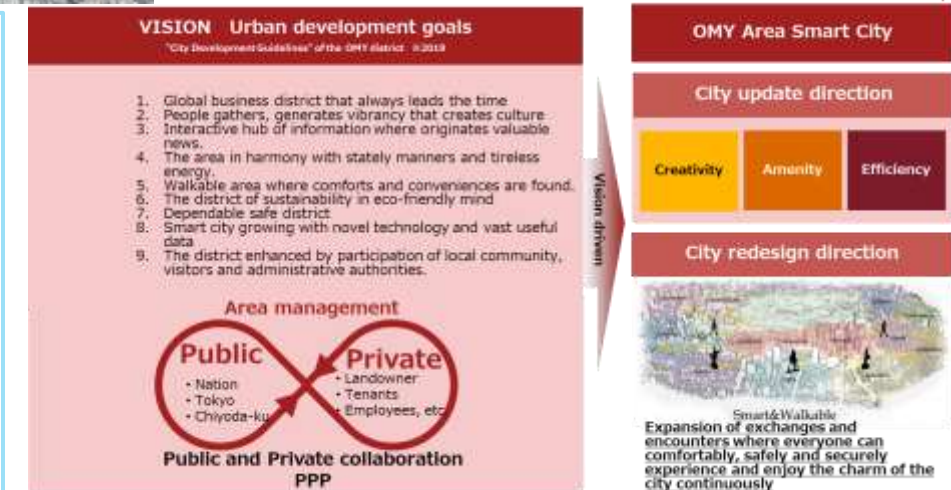 VISION Urban development goals
"City Development Guidelines" of the OMY district ※2019
1. Global business district that always leads the time
2. People gathers, generates vibrancy that creates culture
3. Interactive hub of information where originates valuable
news.
4. The area in harmony with stately manners and tireless
energy.
5. Walkable area where comforts and conveniences are found.
6. The district of sustainability in eco-friendly mind
7. Dependable safe district
8. Smart city growing with novel technology and vast useful
data
9. The district enhanced by participation of local community,
visitors and administrative authorities.
Area management
Public
• Nation
• Tokyo
• Chiyoda-ku
Private
• Landowner
• Tenants
• Employees, etc
Public and Private collaboration
PPP
Vision driven
OMY Area Smart City
City update direction
Creativity
Amenity
Efficiency
City redesign direction
Smart&Walkable
Expansion of exchanges and
encounters where everyone can
comfortably, safely and securely
experience and enjoy the charm of the
city continuously